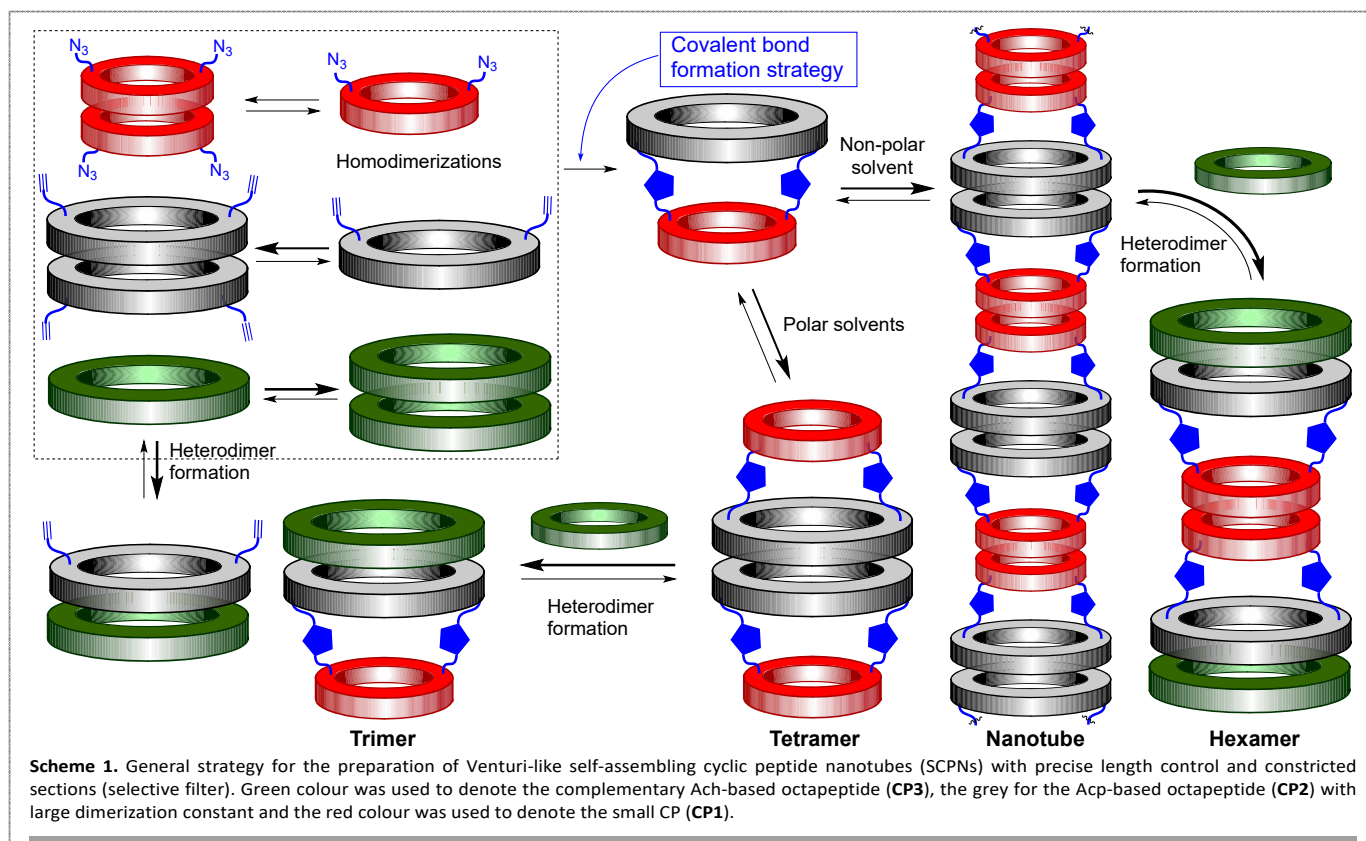 N3
N3
N3
N3
N3
N3
Homodimerizations
Covalent bond
formation strategy
Non-polar
solvent
Polar solvents
Heterodimer
formation
Heterodimer
formation
Heterodimer
formation
Trimer
Tetramer
Nanotube
Hexamer
Scheme 1. General strategy for the preparation of Venturi-like self-assembling cyclic peptide nanotubes (SCPNs) with precise length control and constricted
sections (selective filter). Green colour was used to denote the complementary Ach-based octapeptide (CP3), the grey for the Acp-based octapeptide (CP2) with
large dimerization constant and the red colour was used to denote the small CP (CP1).